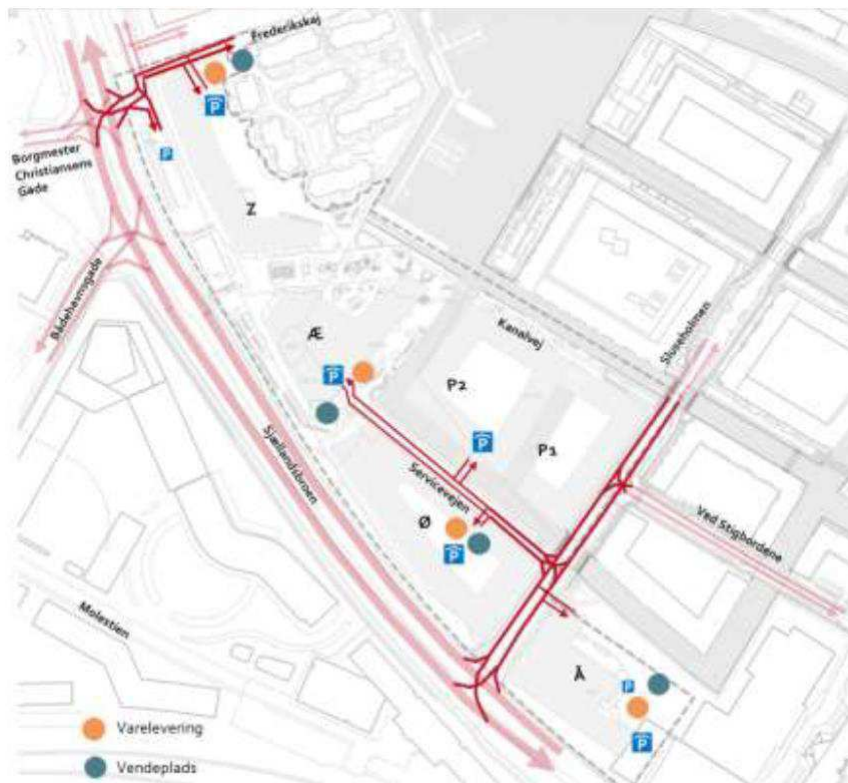 Frederikskaj
P
P
Borgmester
Christiansens
Gade
Z
Bådehavnsgade
Kanalvej
Sluseholmen
Æ
P
P2
P
P1
Sjællandsbroen
Servicevejen
Ø
P
Ved Stigbordene
Molestien
Å
P
P
Varelevering
Vendeplads